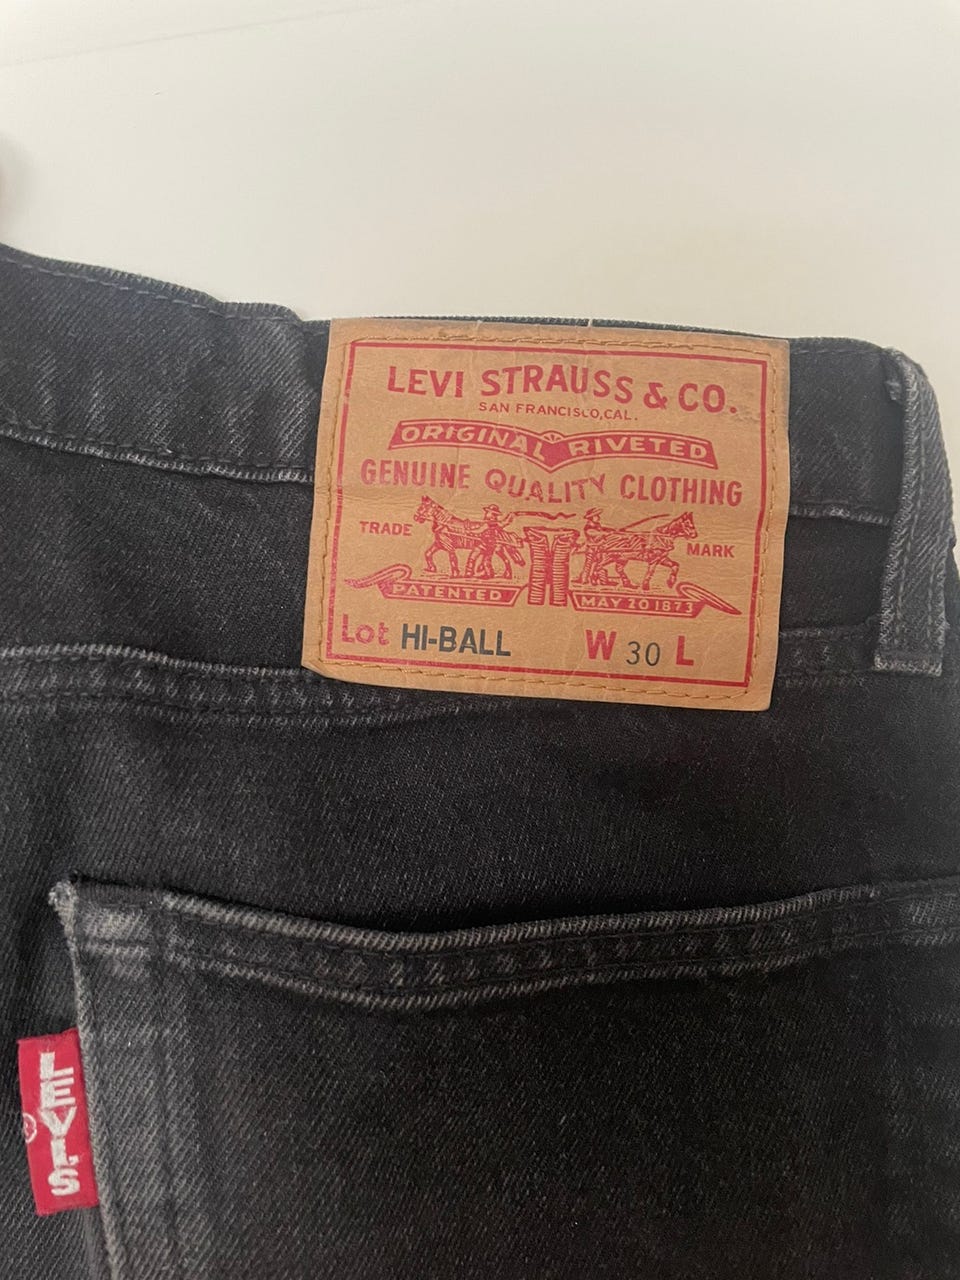 LEVI STRAUSS & CO.
SAN FRANCISCO, CAL.
ORIGINAL RIVETED
GENUINE QUALITY CLOTHING
TRADE MARK
PATENTED MAY 20 1873
Lot HI-BALL W 30 L
LEVI'S
®